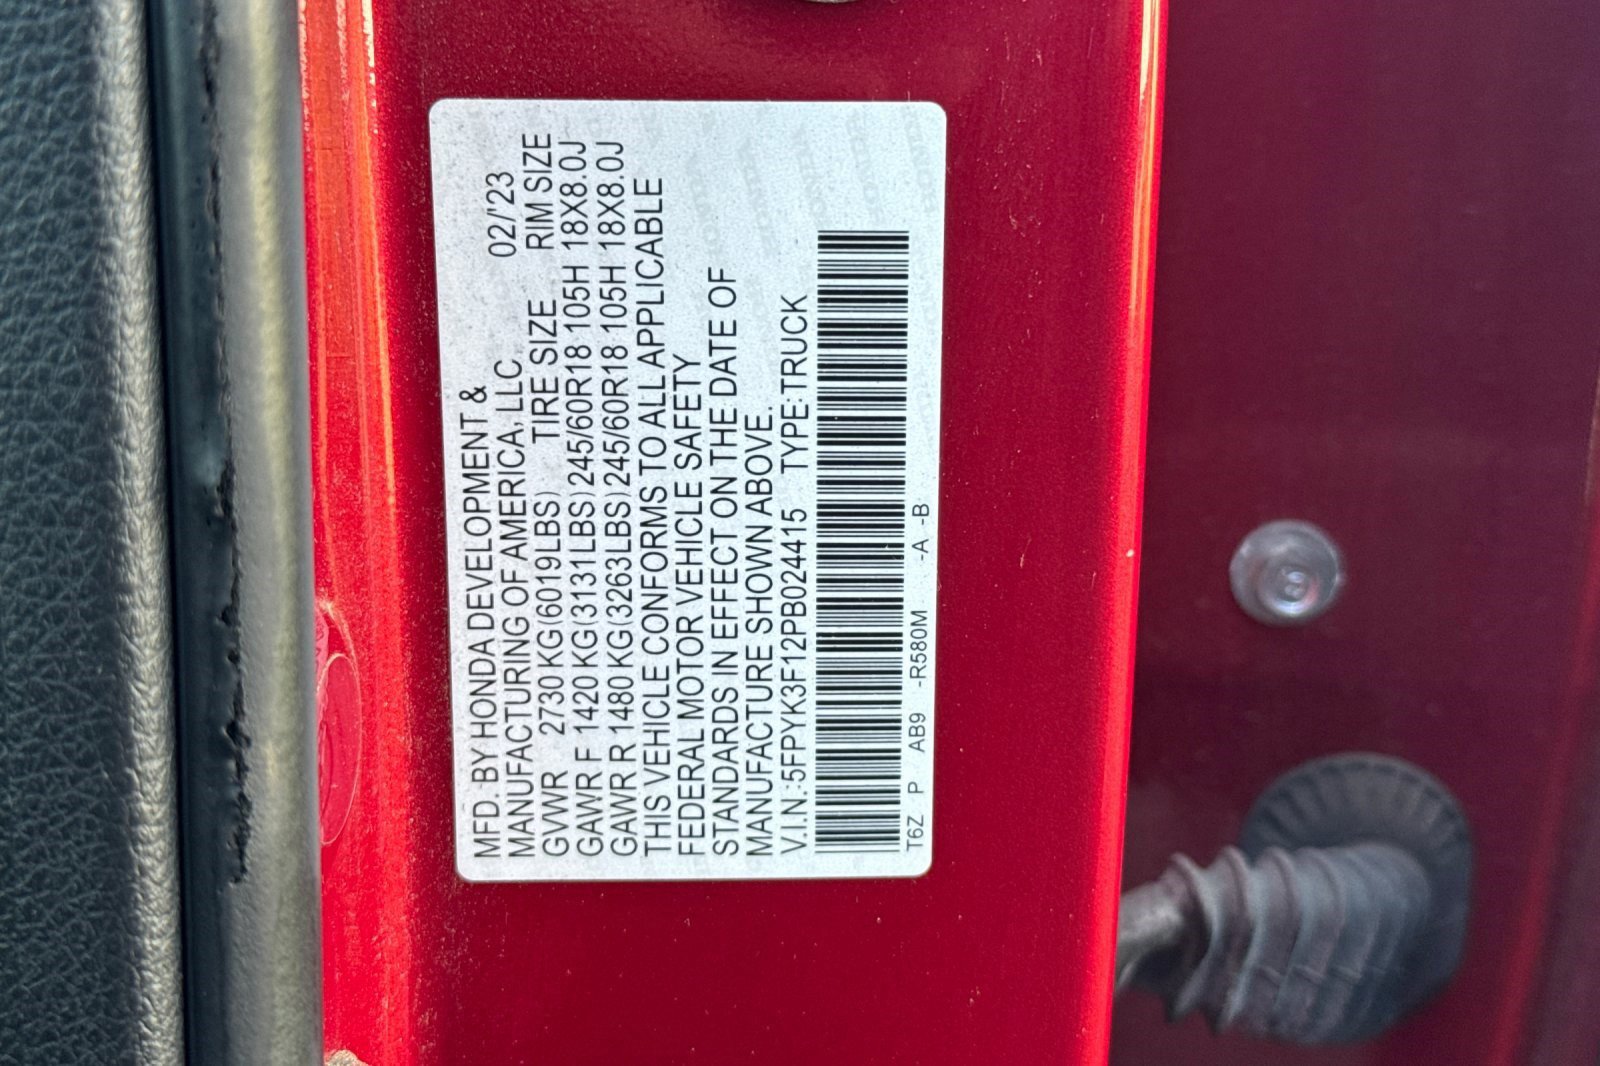 MFD. BY HONDA DEVELOPMENT &
MANUFACTURING OF AMERICA, LLC 02/'23
GVWR 2730 KG(6019LBS) TIRE SIZE RIM SIZE
GAWR F 1420 KG(3131LBS) 245/60R18 105H 18X8.0J
GAWR R 1480 KG(3263LBS) 245/60R18 105H 18X8.0J
THIS VEHICLE CONFORMS TO ALL APPLICABLE
FEDERAL MOTOR VEHICLE SAFETY
STANDARDS IN EFFECT ON THE DATE OF
MANUFACTURE SHOWN ABOVE.
V.I.N.:5FPYK3F12PB024415 TYPE:TRUCK
T6Z P AB9 -R580M -A -B